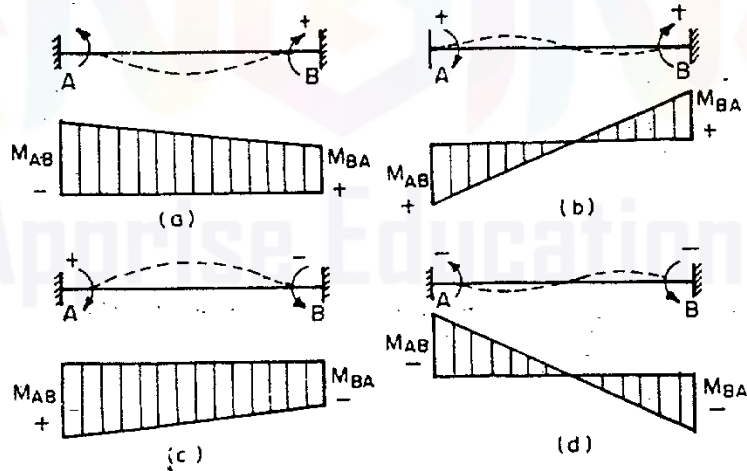 +
+
+
A
B
A
B
M_AB
-
M_BA
+
(a)
M_BA
+
M_AB
+
(b)
+
-
A
B
-
-
A
B
M_AB
+
M_BA
-
(c)
M_AB
-
M_BA
-
(d)
Apprise Education